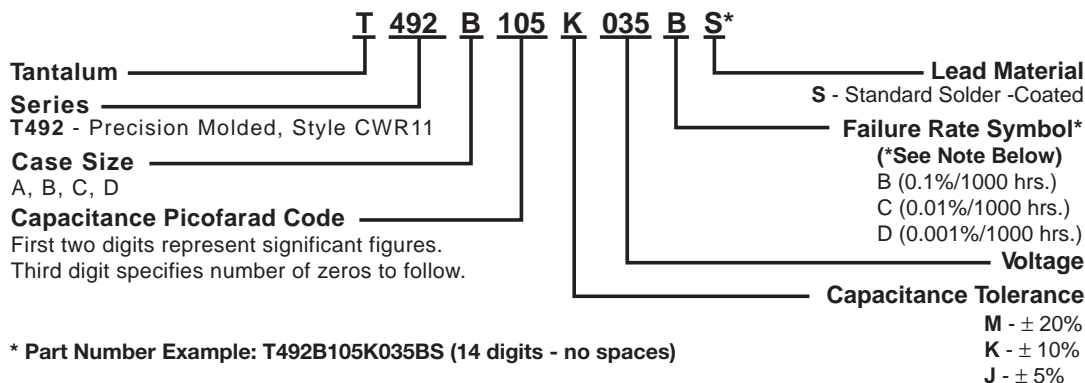 T 492 B 105 K 035 B S*
Tantalum
Series
T492 - Precision Molded, Style CWR11
Case Size
A, B, C, D
Capacitance Picofarad Code
First two digits represent significant figures.
Third digit specifies number of zeros to follow.
Lead Material
S - Standard Solder -Coated
Failure Rate Symbol*
(*See Note Below)
B (0.1%/1000 hrs.)
C (0.01%/1000 hrs.)
D (0.001%/1000 hrs.)
Voltage
Capacitance Tolerance
M - ± 20%
K - ± 10%
J - ± 5%
* Part Number Example: T492B105K035BS (14 digits - no spaces)